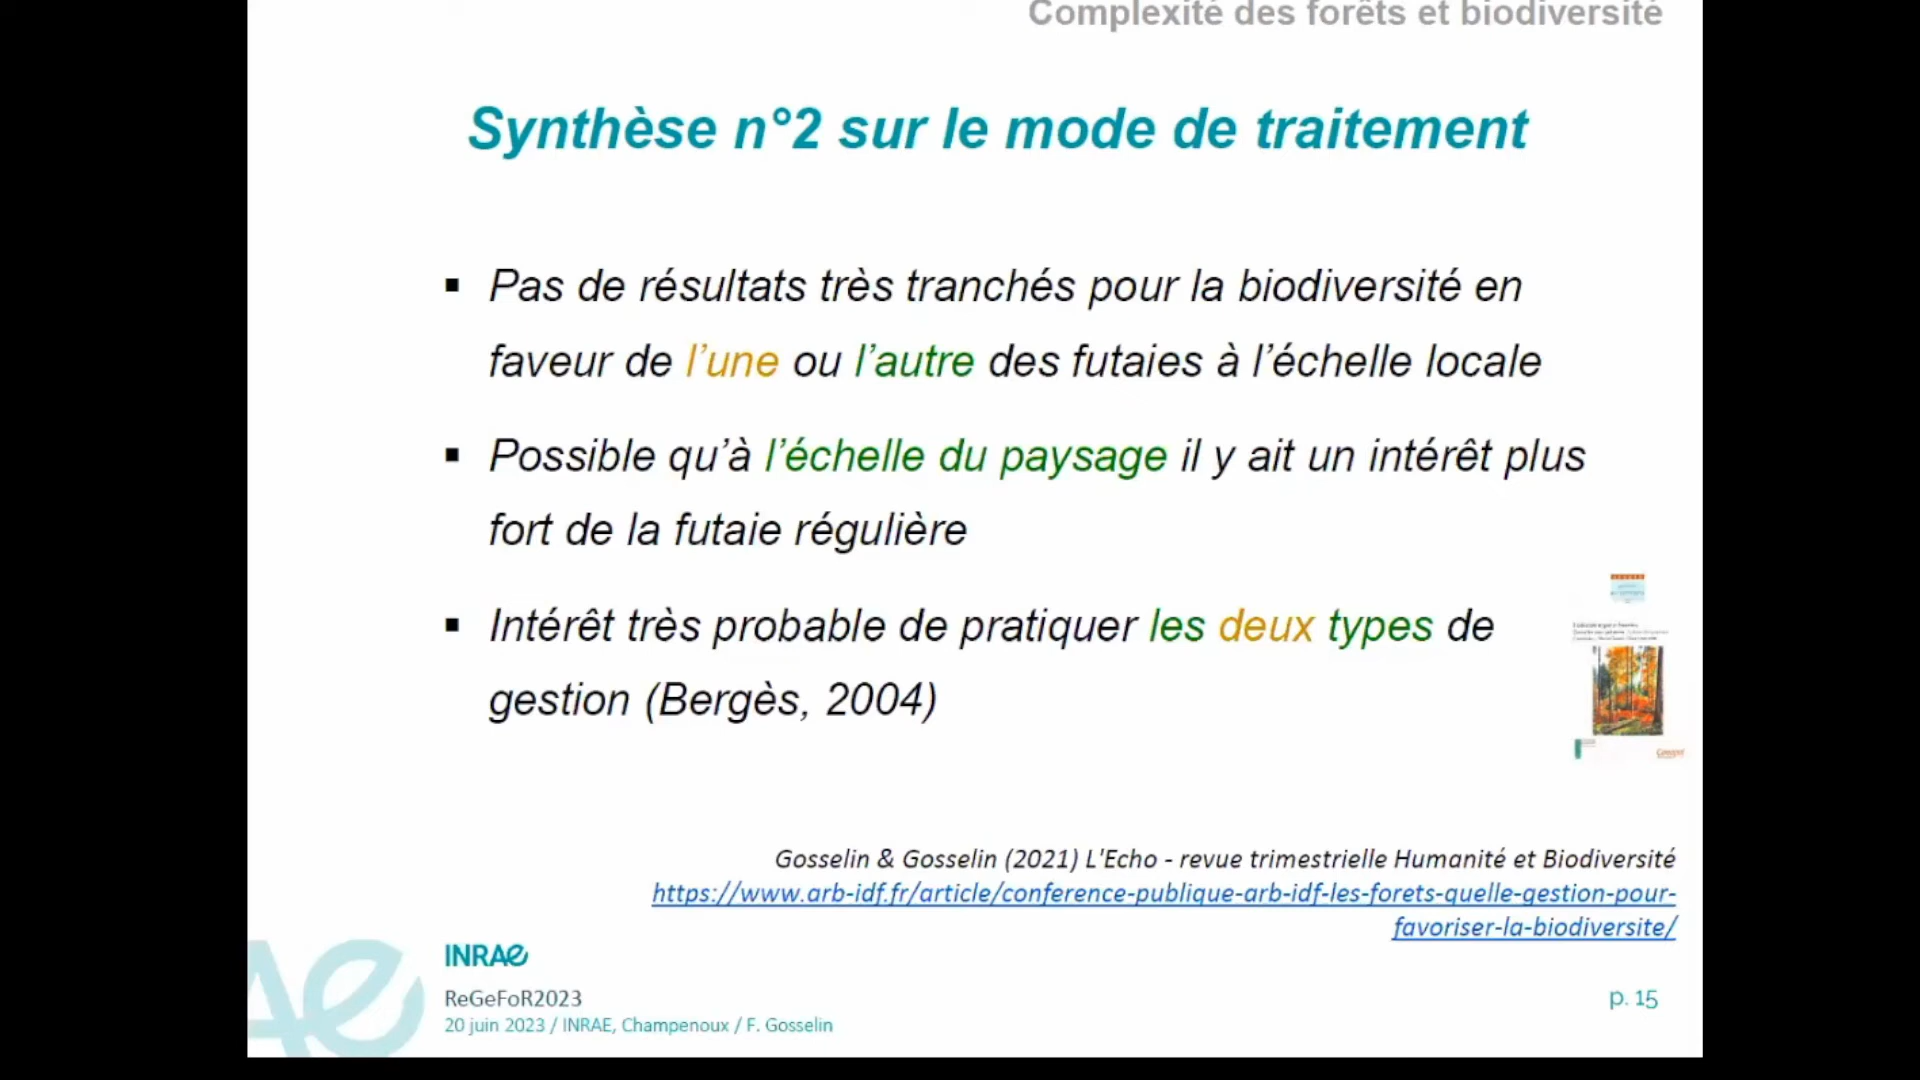 Complexité des forêts et biodiversité
Synthèse n°2 sur le mode de traitement
▪ Pas de résultats très tranchés pour la biodiversité en
faveur de l’une ou l’autre des futaies à l’échelle locale
▪ Possible qu’à l’échelle du paysage il y ait un intérêt plus
fort de la futaie régulière
▪ Intérêt très probable de pratiquer les deux types de
gestion (Bergès, 2004)
Gosselin & Gosselin (2021) L'Echo - revue trimestrielle Humanité et Biodiversité
https://www.arb-idf.fr/article/conference-publique-arb-idf-les-forets-quelle-gestion-pour-
favoriser-la-biodiversite/
INRAE
ReGeFoR2023
20 juin 2023 / INRAE, Champenoux / F. Gosselin
p. 15